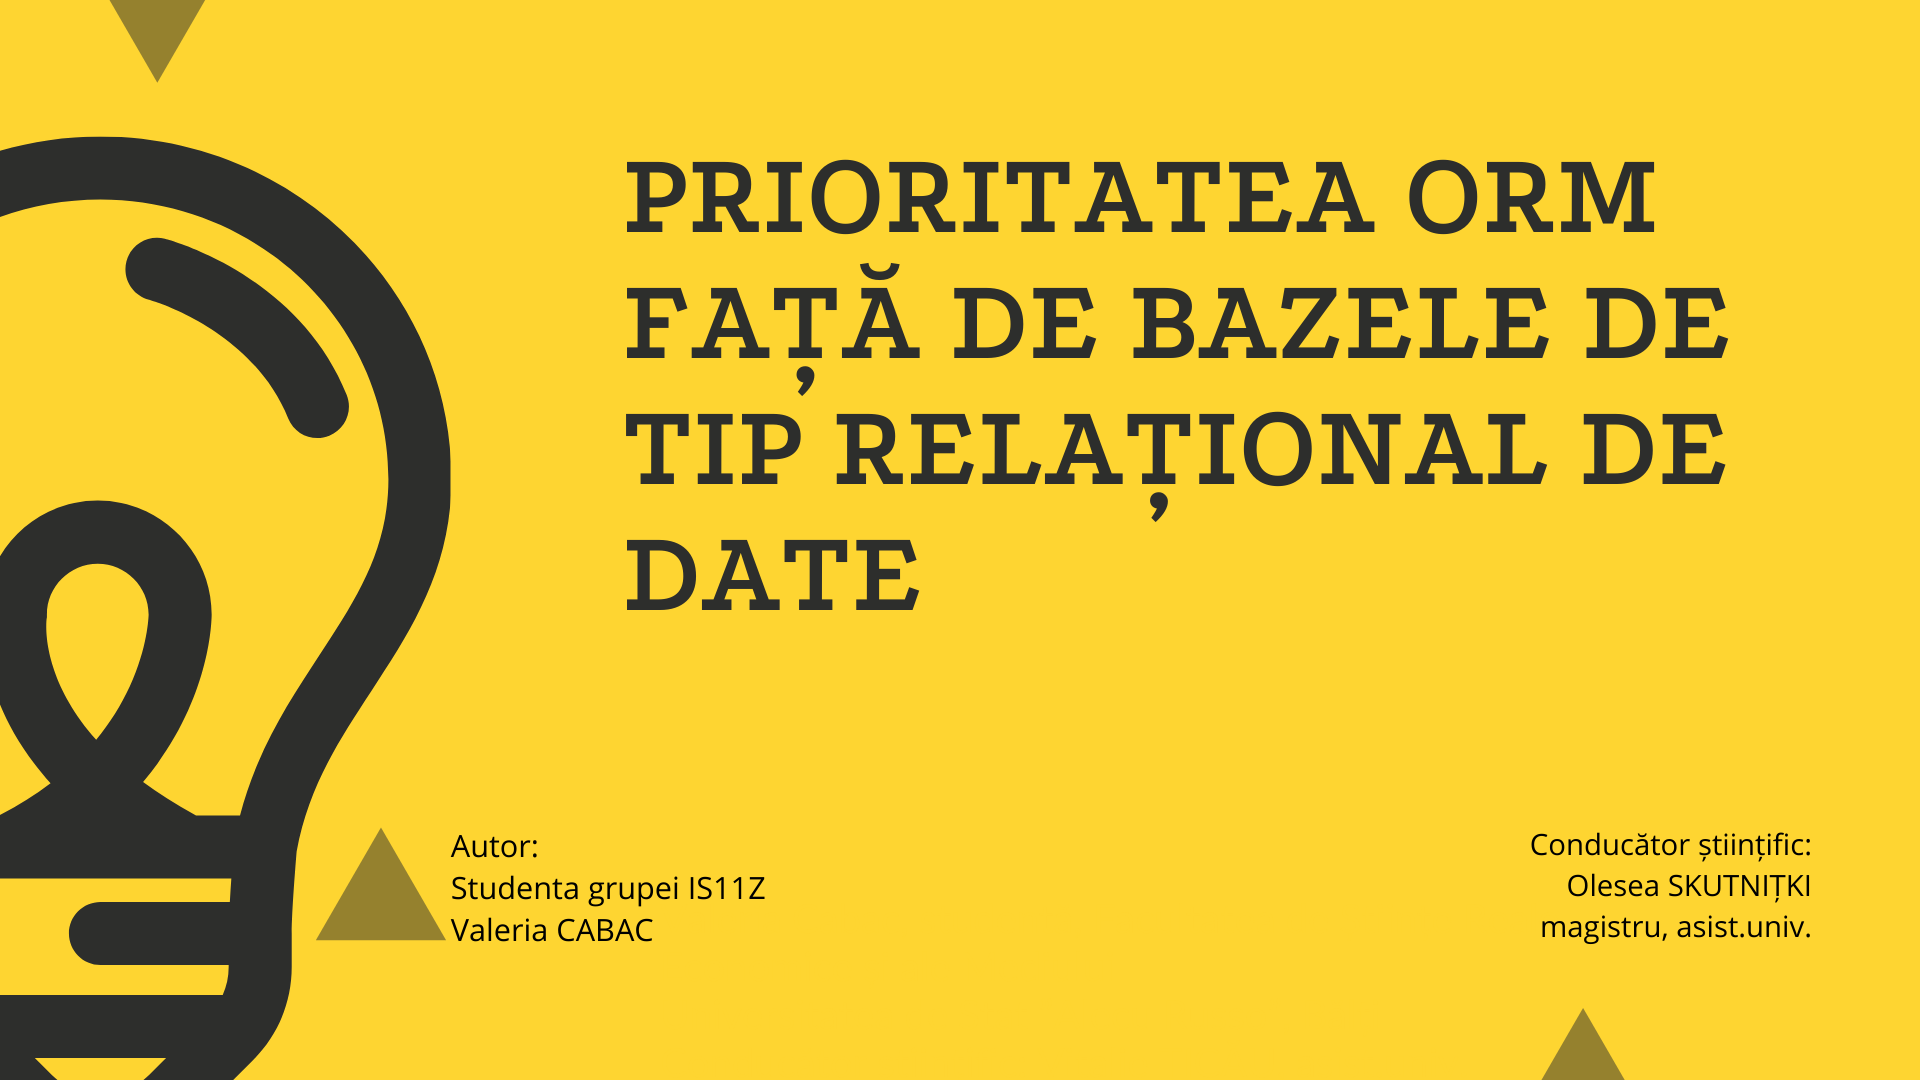 PRIORITATEA ORM
FAȚĂ DE BAZELE DE
TIP RELAȚIONAL DE
DATE
Autor:
Studenta grupei IS11Z
Valeria CABAC
Conducător științific:
Olesea SKUTNIȚKI
magistru, asist.univ.